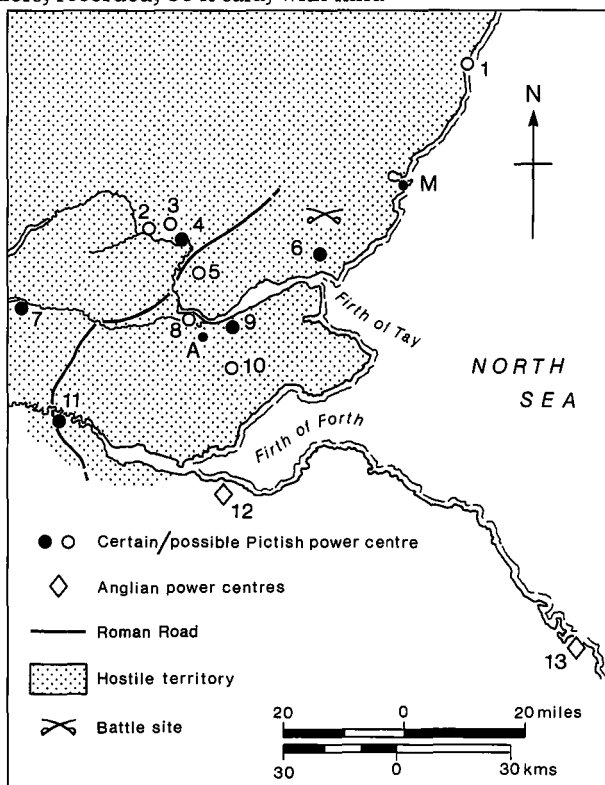 1
N
M
2
3
4
6
5
7
8
9
A
Firth of Tay
10
NORTH
SEA
11
Firth of Forth
12
Certain/possible Pictish power centre
Anglian power centres
Roman Road
13
Hostile territory
Battle site
20 0 20 miles
30 0 30 kms